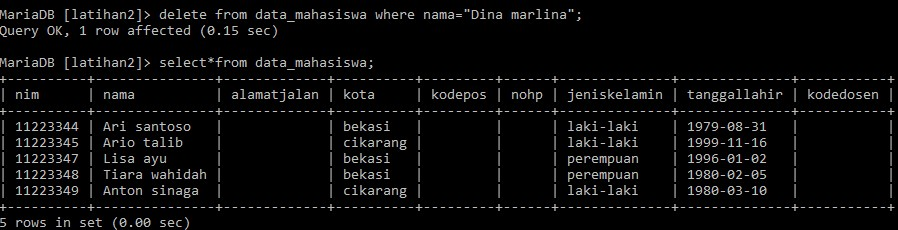 MariaDB [latihan2]> delete from data_mahasiswa where nama="Dina marlina";
Query OK, 1 row affected (0.15 sec)
MariaDB [latihan2]> select*from data_mahasiswa;
+----------+---------------+-------------+----------+---------+------+--------------+--------------+-----------+
| nim      | nama          | alamatjalan | kota     | kodepos | nohp | jeniskelamin | tanggallahir | kodedosen |
+----------+---------------+-------------+----------+---------+------+--------------+--------------+-----------+
| 11223344 | Ari santoso   |             | bekasi   |         |      | laki-laki    | 1979-08-31   |           |
| 11223345 | Ario talib    |             | cikarang |         |      | laki-laki    | 1999-11-16   |           |
| 11223347 | Lisa ayu      |             | bekasi   |         |      | perempuan    | 1996-01-02   |           |
| 11223348 | Tiara wahidah |             | bekasi   |         |      | perempuan    | 1980-02-05   |           |
| 11223349 | Anton sinaga  |             | cikarang |         |      | laki-laki    | 1980-03-10   |           |
+----------+---------------+-------------+----------+---------+------+--------------+--------------+-----------+
5 rows in set (0.00 sec)